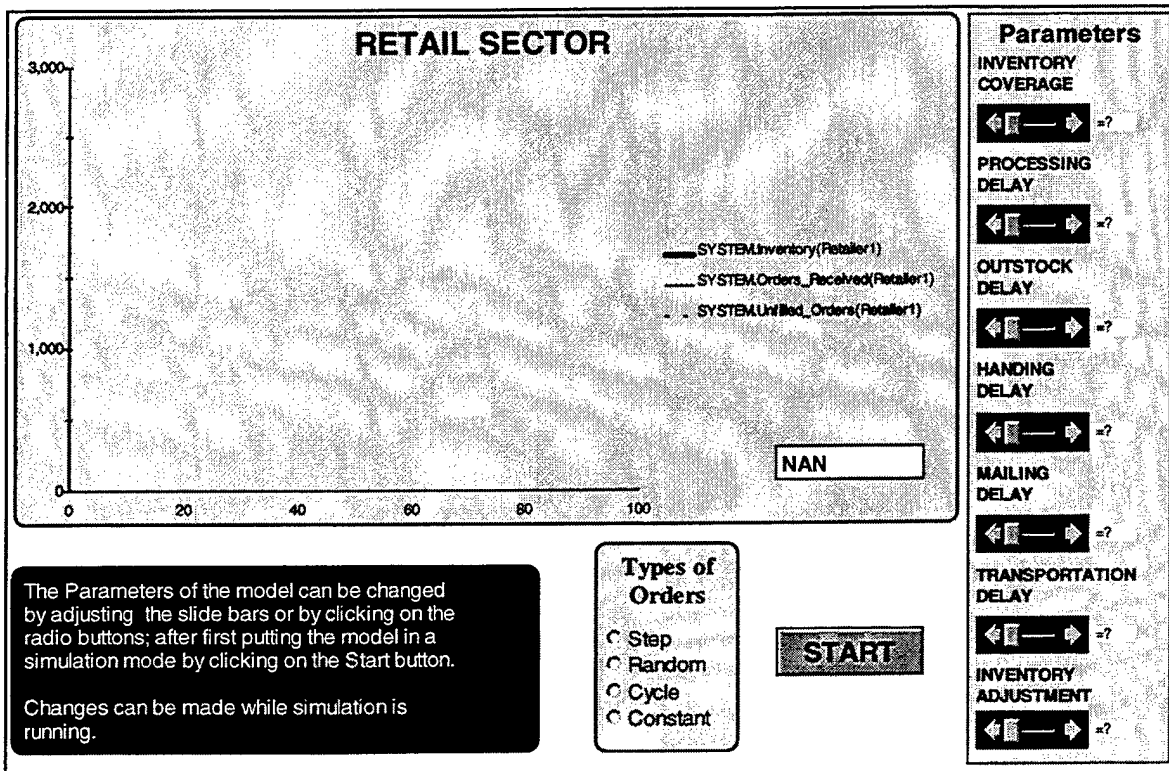 RETAIL SECTOR
3,000
2,000
1,000
0
0 20 40 60 80 100
SYSTEM.Inventory(Retailer1)
SYSTEM.Orders_Received(Retailer1)
SYSTEM.Unfilled_Orders(Retailer1)
NAN
The Parameters of the model can be changed
by adjusting the slide bars or by clicking on the
radio buttons; after first putting the model in a
simulation mode by clicking on the Start button.
Changes can be made while simulation is
running.
Types of
Orders
Step
Random
Cycle
Constant
START
Parameters
INVENTORY
COVERAGE
=?
PROCESSING
DELAY
=?
OUTSTOCK
DELAY
=?
HANDING
DELAY
=?
MAILING
DELAY
=?
TRANSPORTATION
DELAY
=?
INVENTORY
ADJUSTMENT
=?